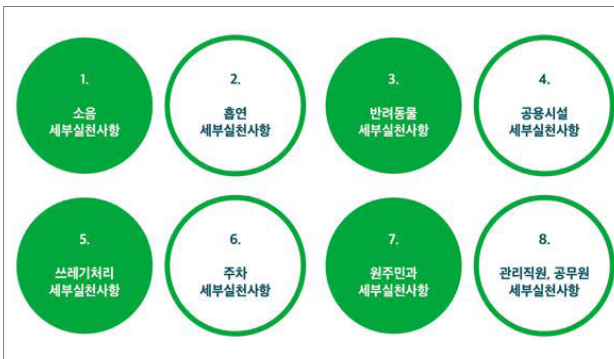 1.
소음
세부실천사항
2.
흡연
세부실천사항
3.
반려동물
세부실천사항
4.
공용시설
세부실천사항
5.
쓰레기처리
세부실천사항
6.
주차
세부실천사항
7.
원주민과
세부실천사항
8.
관리직원, 공무원
세부실천사항